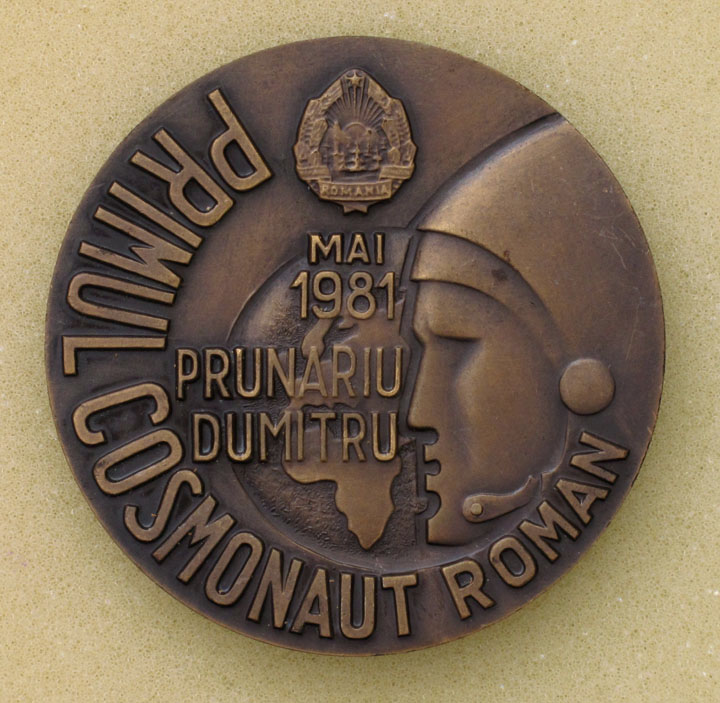 ROMANIA
MAI
1981
PRUNARIU
DUMITRU
PRIMUL COSMONAUT ROMAN